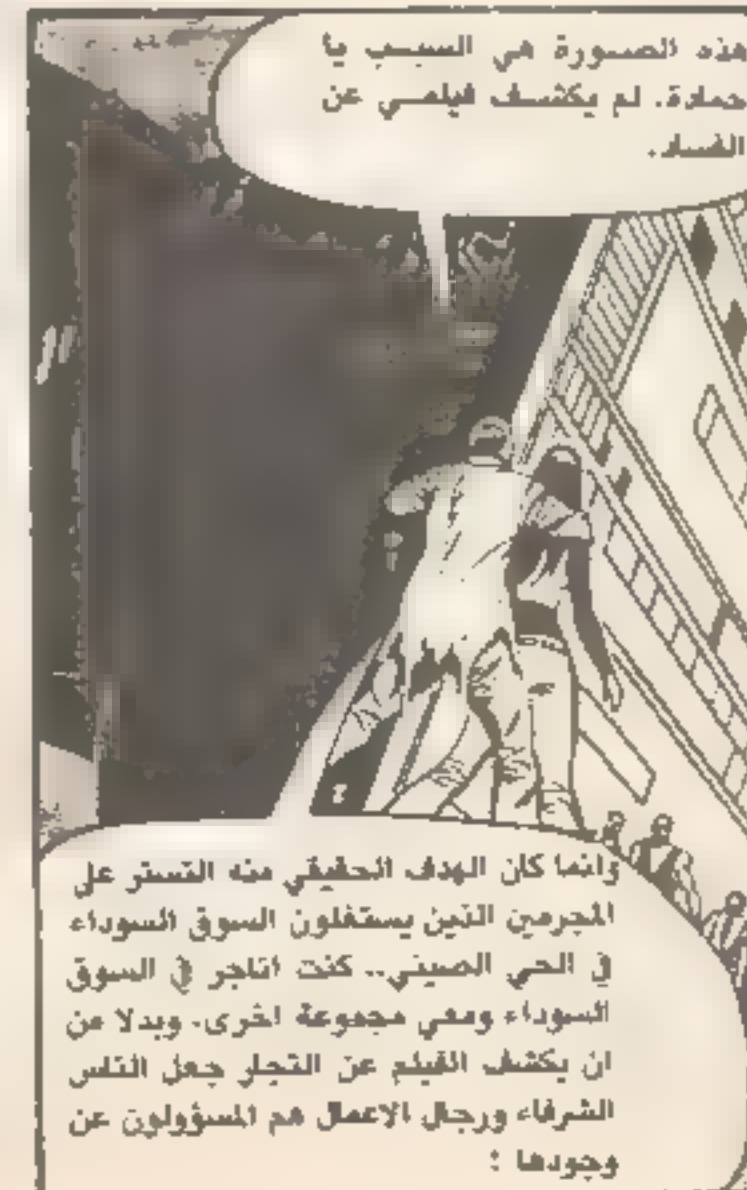 هذه الصورة هي السبب يا
حمادة. لم يكشف فيلمي عن
الفساد.
وانما كان الهدف الحقيقي منه التستر على
المجرمين الذين يستغلون السوق السوداء
في الحي الصيني.. كنت اتاجر في السوق
السوداء ومعي مجموعة اخرى. وبدلا من
ان يكشف الفيلم عن التجار جعل الناس
الشرفاء ورجال الاعمال هم المسؤولون عن
وجودها !